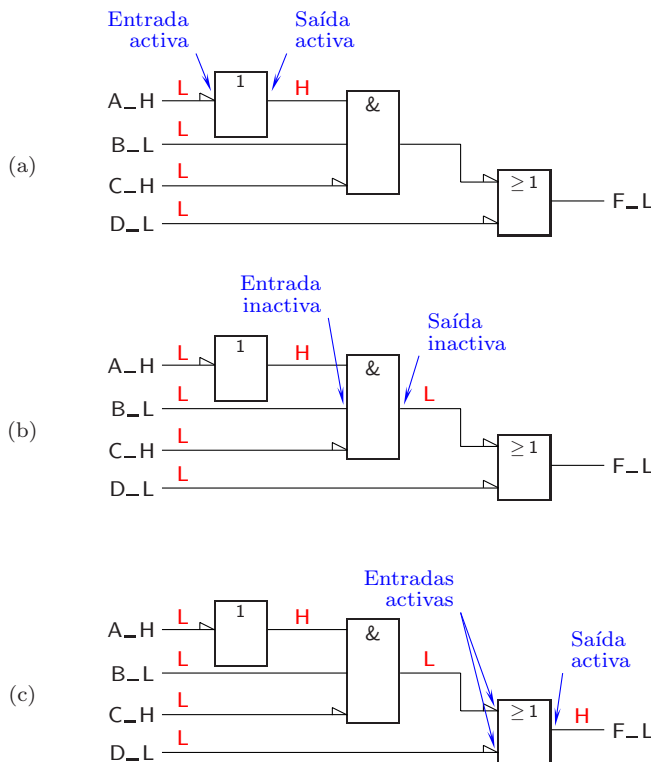 Entrada
activa
Saída
activa
A_H
L
1
H
&
B_L
L
(a)
C_H
L
≥1
D_L
L
F_L
Entrada
inactiva
Saída
inactiva
A_H
L
1
H
&
B_L
L
L
(b)
C_H
L
≥1
D_L
L
F_L
Entradas
activas
Saída
activa
A_H
L
1
H
&
B_L
L
L
(c)
C_H
L
≥1
H
F_L
D_L
L